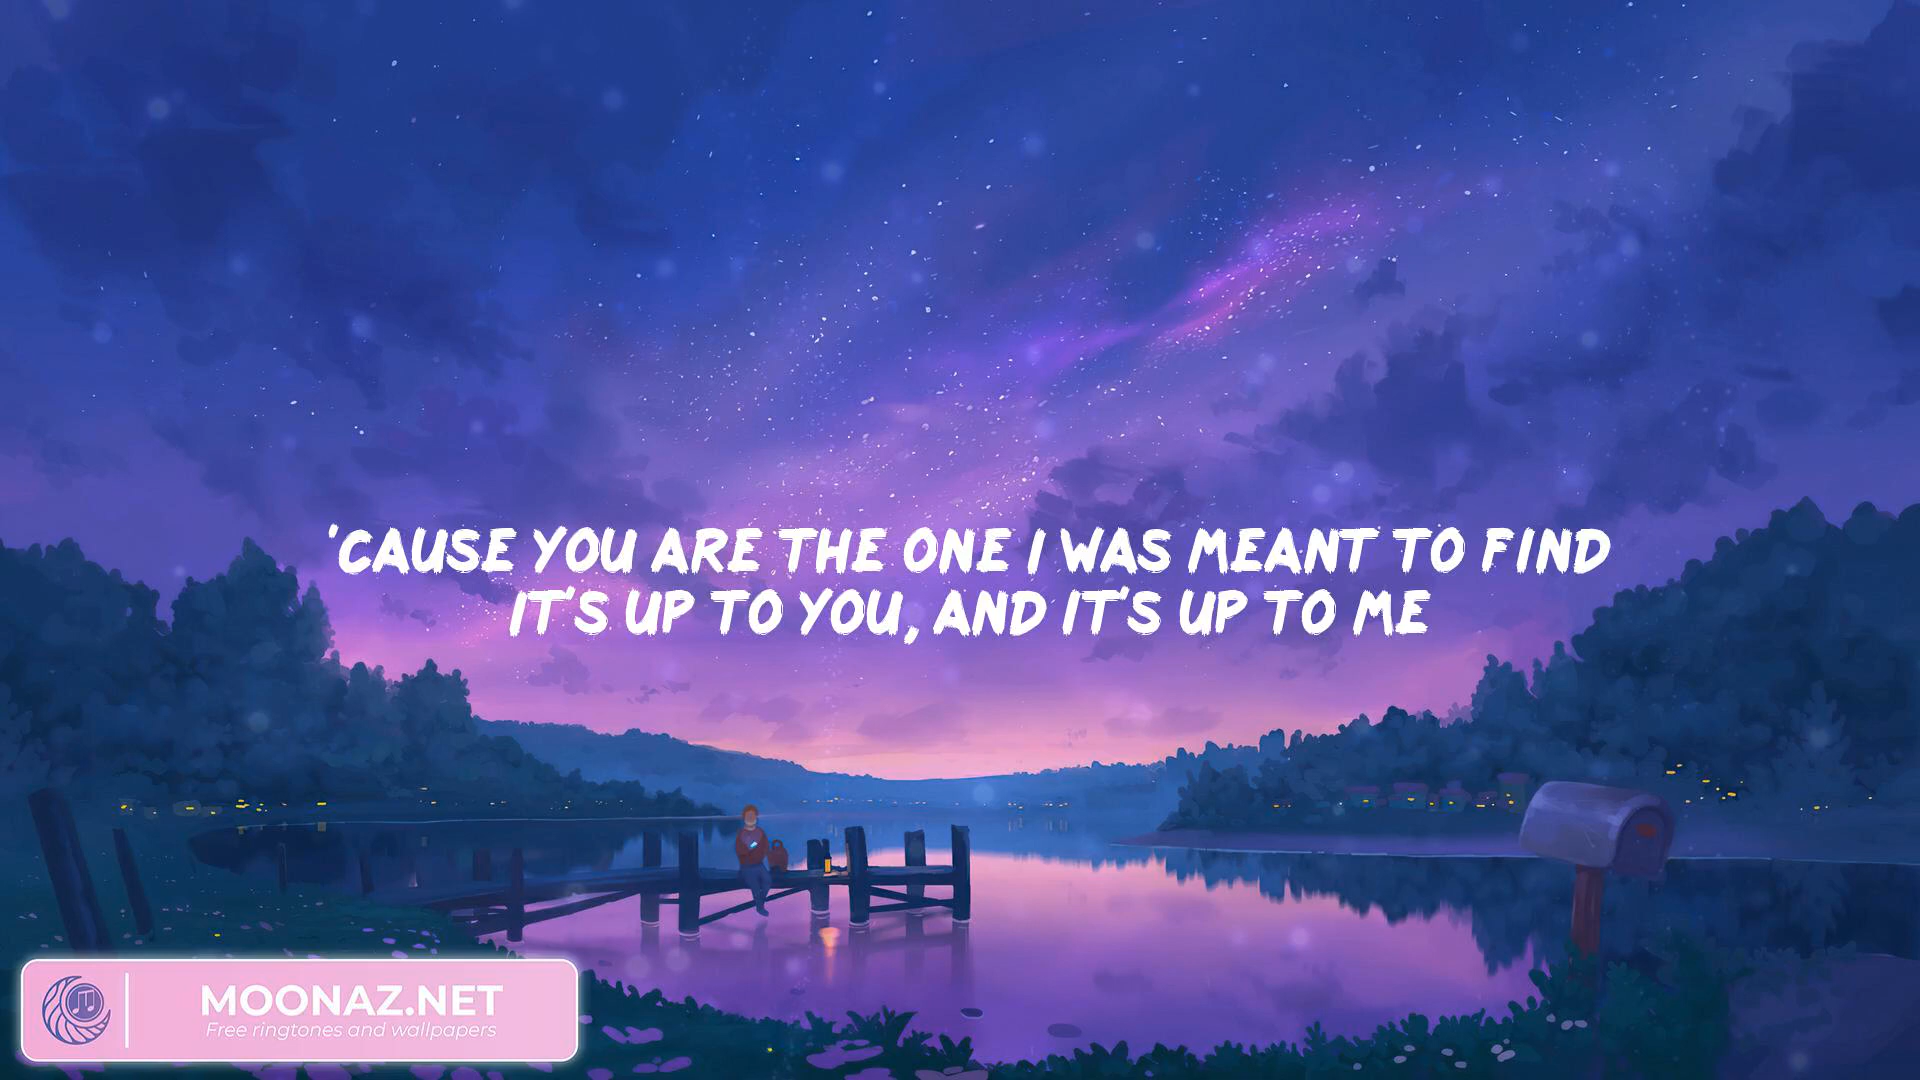 'CAUSE YOU ARE THE ONE I WAS MEANT TO FIND
IT'S UP TO YOU, AND IT'S UP TO ME
MOONAZ.NET
Free ringtones and wallpapers